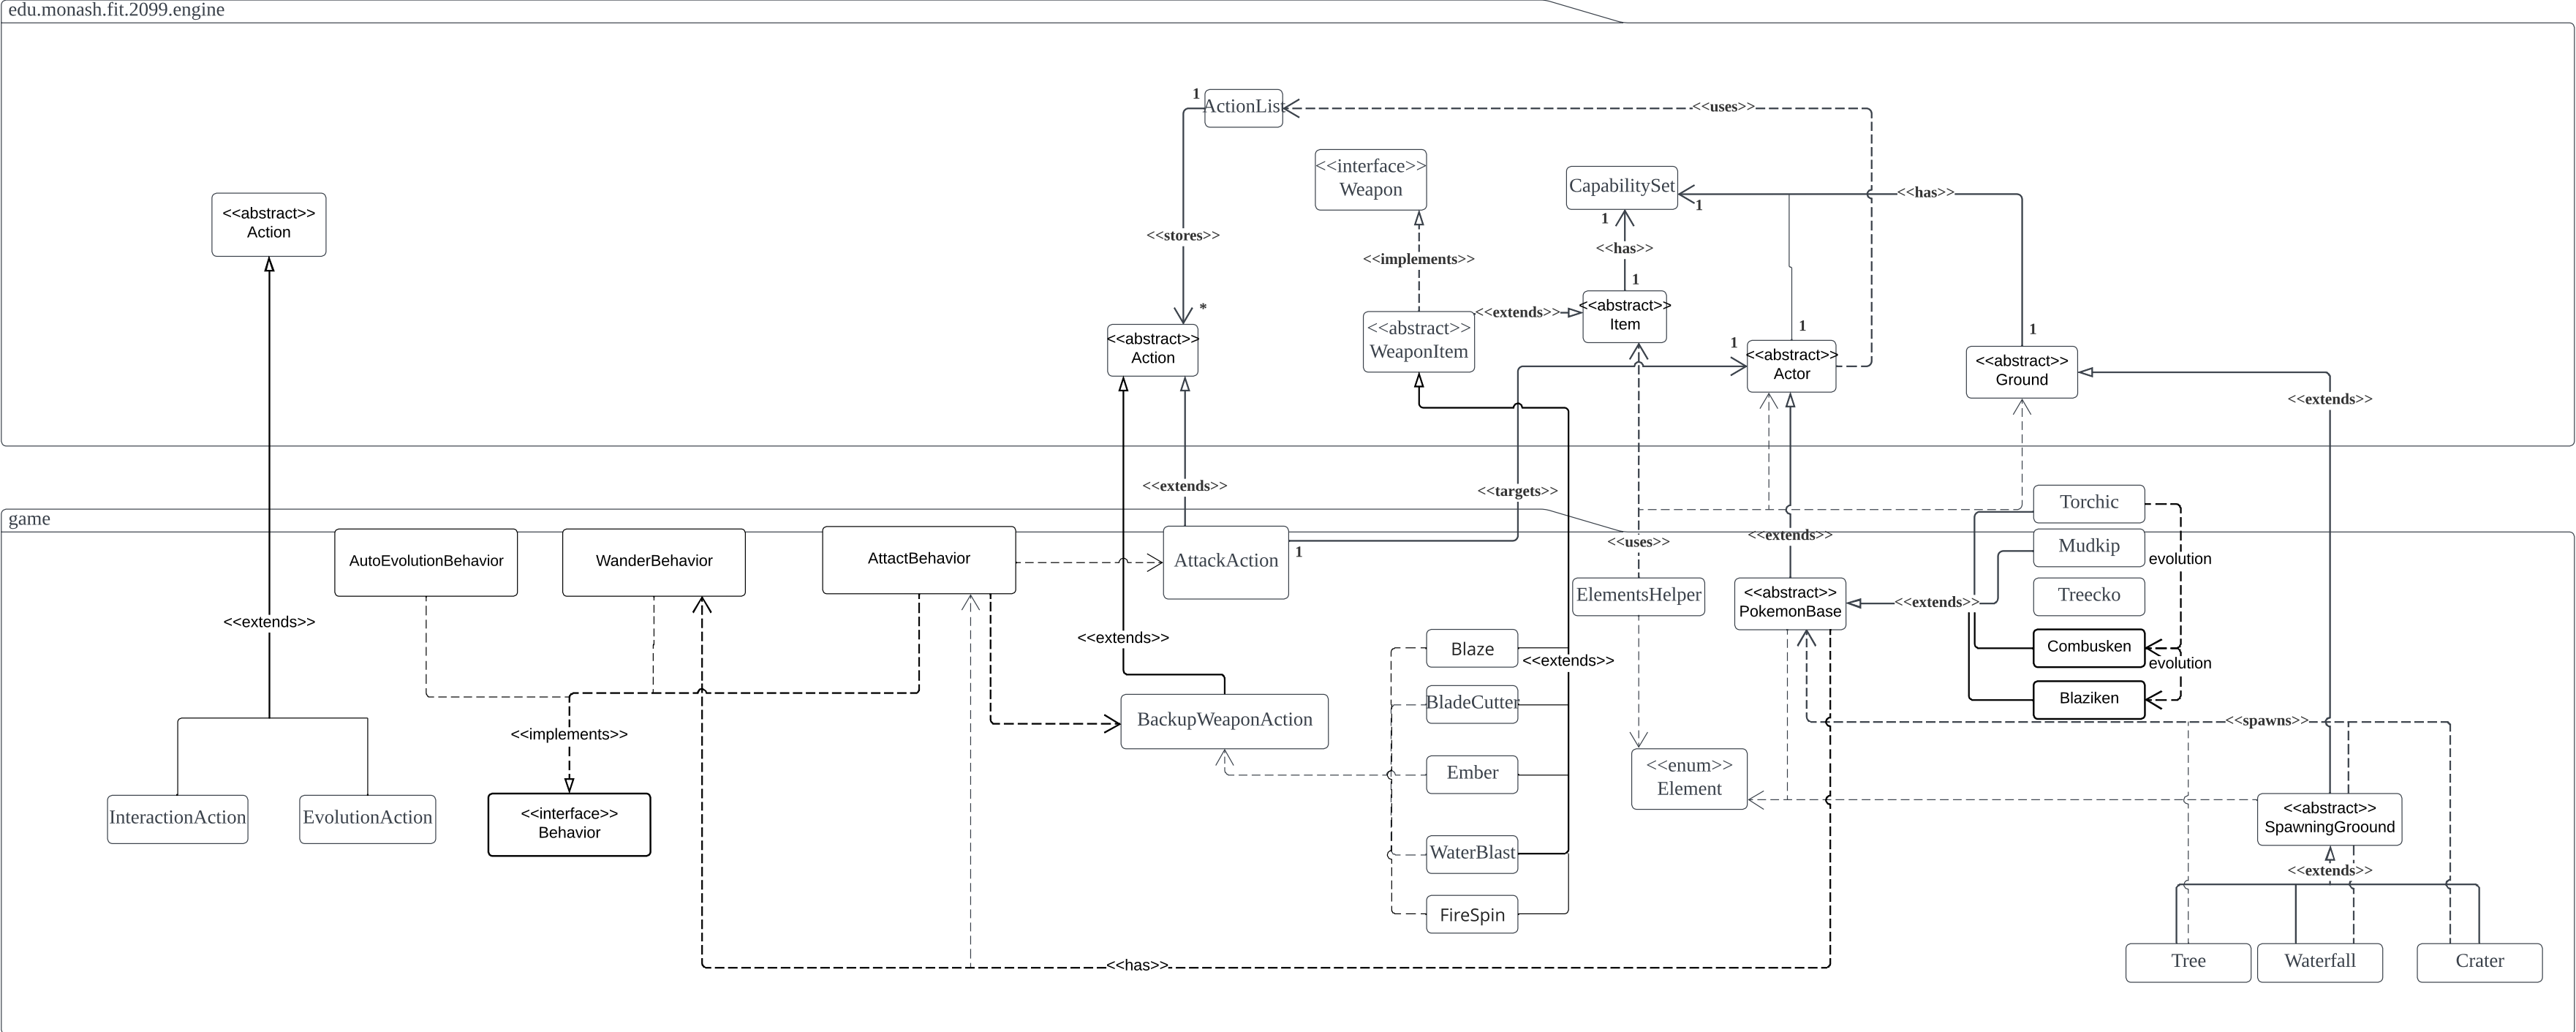 edu.monash.fit.2099.engine
1
ActionList
<<uses>>
<<interface>>
Weapon
CapabilitySet
<<has>>
1
1
<<abstract>>
Action
<<stores>>
<<has>>
<<implements>>
1
*
<<abstract>>
Item
<<extends>>
<<abstract>>
WeaponItem
1
1
1
<<abstract>>
Action
<<abstract>>
Actor
<<abstract>>
Ground
<<extends>>
<<extends>>
<<targets>>
game
Torchic
<<uses>>
<<extends>>
Mudkip
evolution
AutoEvolutionBehavior
WanderBehavior
AttactBehavior
AttackAction
1
ElementsHelper
<<abstract>>
PokemonBase
<<extends>>
Treecko
<<extends>>
<<extends>>
Blaze
<<extends>>
Combusken
evolution
Blaziken
BladeCutter
BackupWeaponAction
<<spawns>>
<<implements>>
Ember
<<enum>>
Element
InteractionAction
EvolutionAction
<<interface>>
Behavior
<<abstract>>
SpawningGroound
WaterBlast
<<extends>>
FireSpin
<<has>>
Tree
Waterfall
Crater